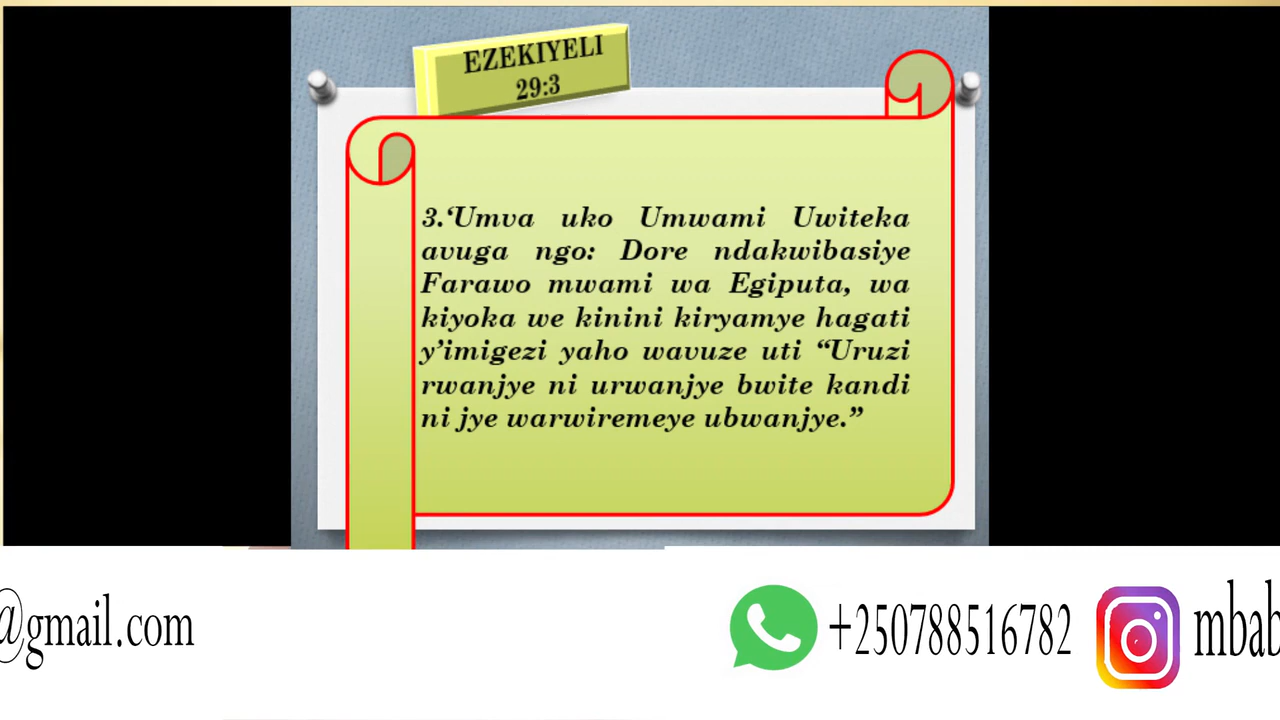 EZEKIYELI
29:3
3.‘Umva uko Umwami Uwiteka
avuga ngo: Dore ndakwibasiye
Farawo mwami wa Egiputa, wa
kiyoka we kinini kiryamye hagati
y’imigezi yaho wavuze uti “Uruzi
rwanjye ni urwanjye bwite kandi
ni jye warwiremeye ubwanjye.”
@gmail.com
+250788516782
mbab